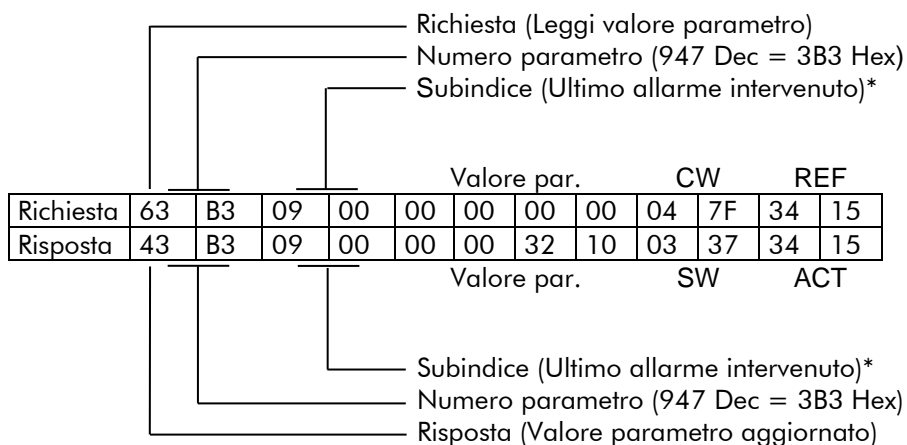 Richiesta (Leggi valore parametro)
Numero parametro (947 Dec = 3B3 Hex)
Subindice (Ultimo allarme intervenuto)*
Valore par. CW REF
Richiesta 63 B3 09 00 00 00 00 00 04 7F 34 15
Risposta 43 B3 09 00 00 00 32 10 03 37 34 15
Valore par. SW ACT
Subindice (Ultimo allarme intervenuto)*
Numero parametro (947 Dec = 3B3 Hex)
Risposta (Valore parametro aggiornato)